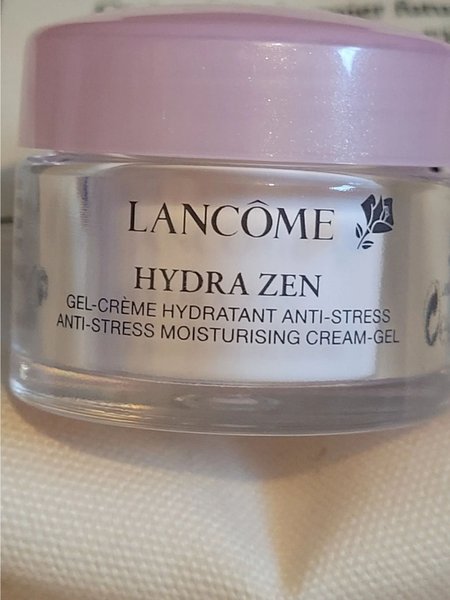 LANCÔME
HYDRA ZEN
GEL-CRÈME HYDRATANT ANTI-STRESS
ANTI-STRESS MOISTURISING CREAM-GEL